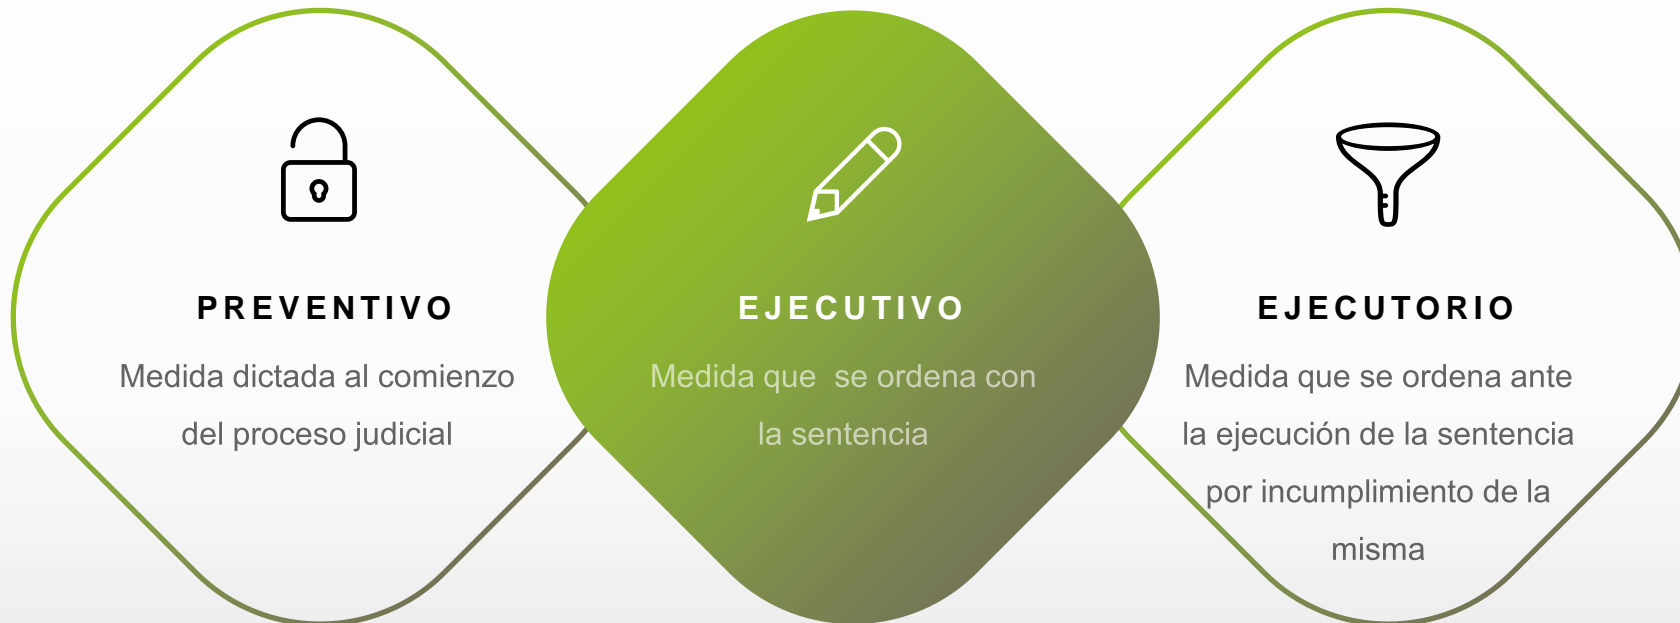 PREVENTIVO
Medida dictada al comienzo
del proceso judicial
EJECUTIVO
Medida que  se ordena con
la sentencia
EJECUTORIO
Medida que se ordena ante
la ejecución de la sentencia
por incumplimiento de la
misma